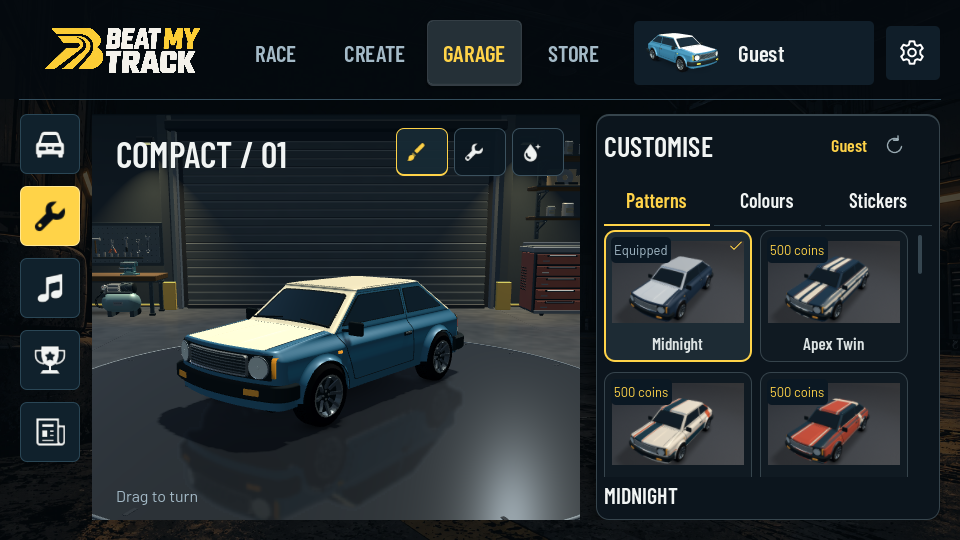 BEAT MY
TRACK
RACE
CREATE
GARAGE
STORE
Guest
COMPACT / 01
Drag to turn
CUSTOMISE
Guest
Patterns
Colours
Stickers
Equipped
500 coins
Midnight
Apex Twin
500 coins
500 coins
MIDNIGHT